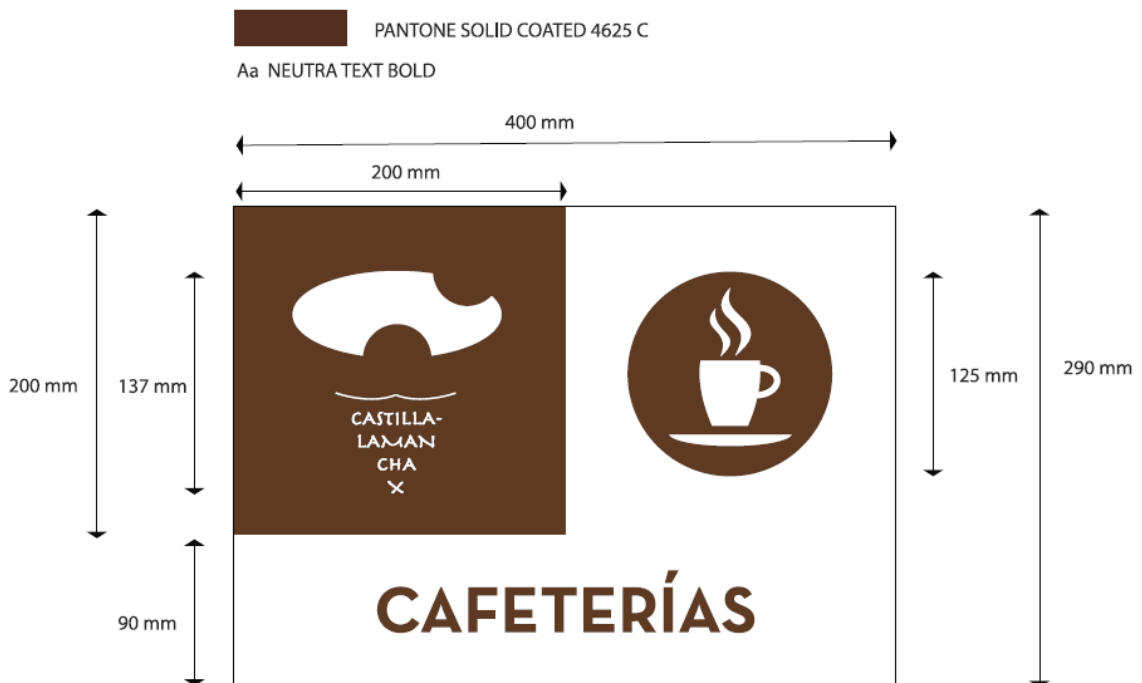 PANTONE SOLID COATED 4625 C
Aa NEUTRA TEXT BOLD
400 mm
200 mm
200 mm
137 mm
125 mm
290 mm
CASTILLA-
LAMAN
CHA
X
90 mm
CAFETERÍAS